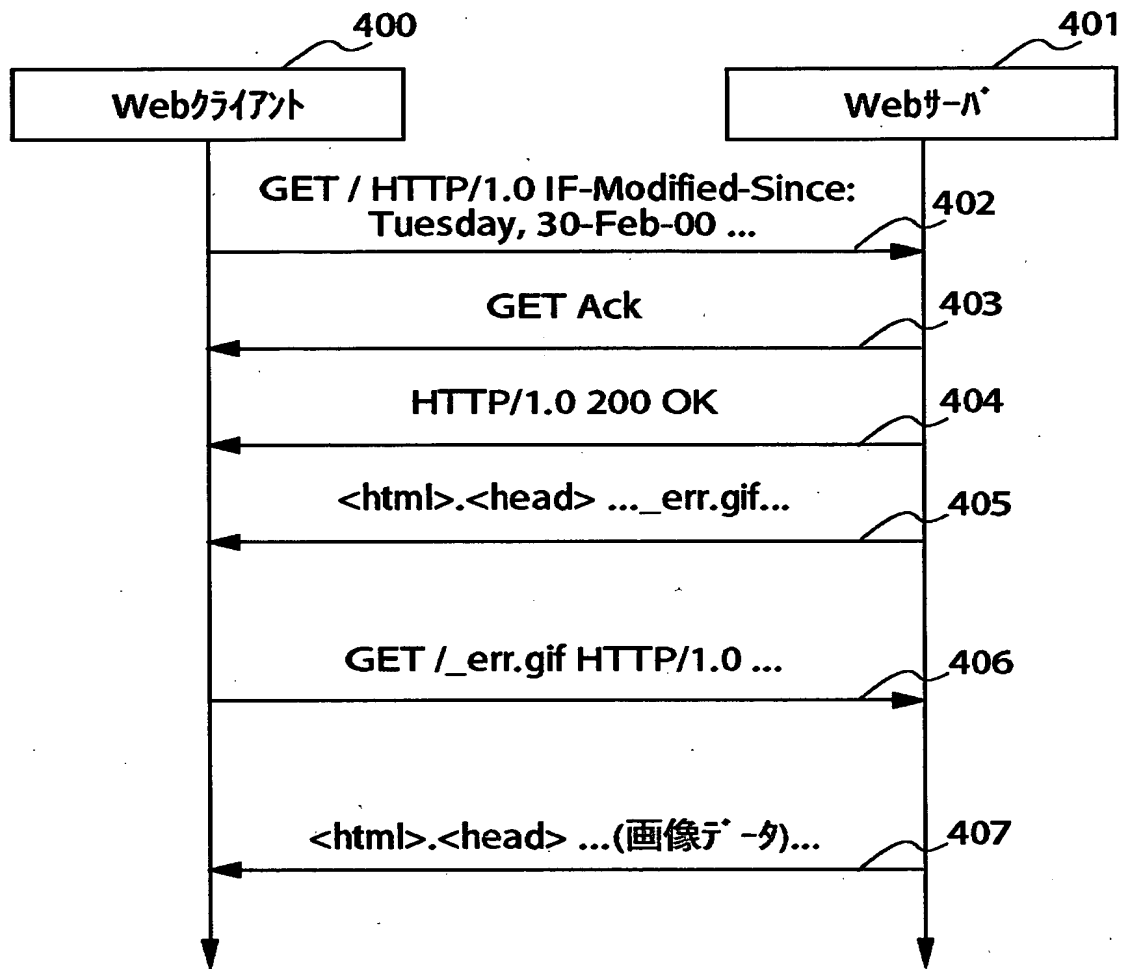 400
401
Webｸﾗｲｱﾝﾄ
Webｻｰﾊﾞ
GET / HTTP/1.0 IF-Modified-Since:
Tuesday, 30-Feb-00 ...
402
GET Ack
403
HTTP/1.0 200 OK
404
<html>.<head> ..._err.gif...
405
GET /_err.gif HTTP/1.0 ...
406
<html>.<head> ...(画像ﾃﾞｰﾀ)...
407